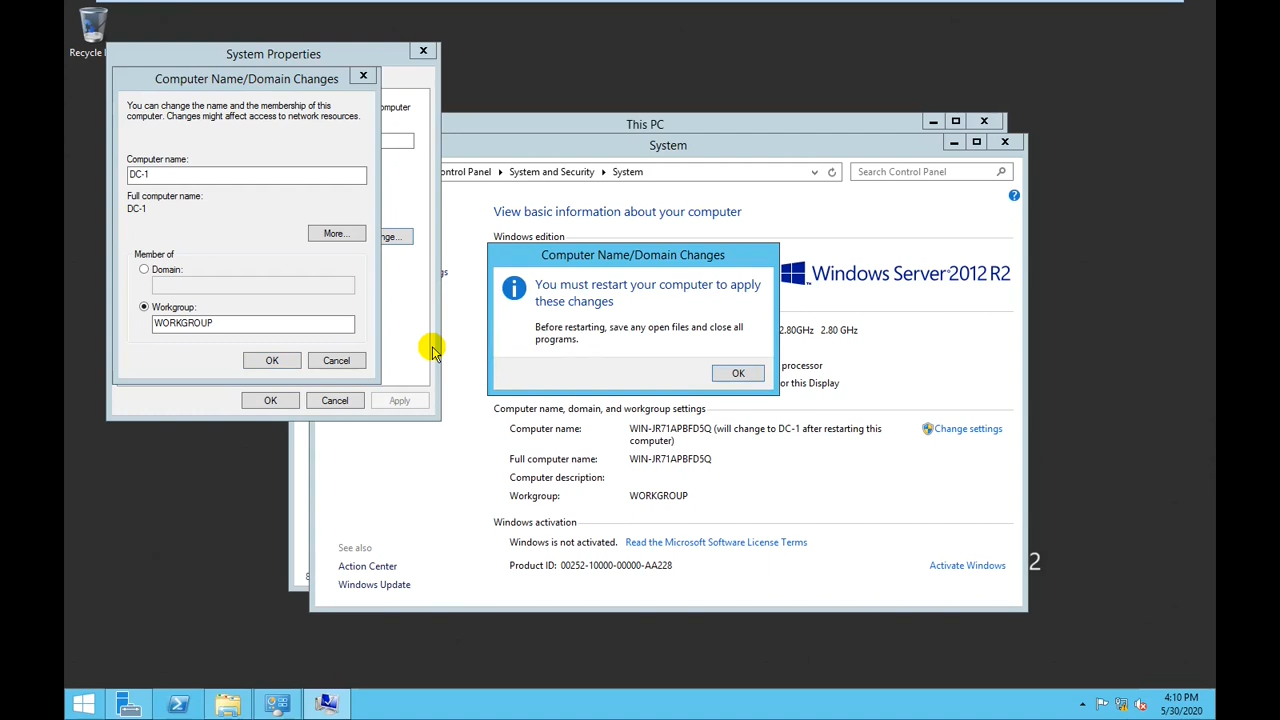 Recycle
System Properties
Computer Name/Domain Changes
You can change the name and the membership of this
computer. Changes might affect access to network resources.
Computer name:
DC-1
Full computer name:
DC-1
More...
Member of
Domain:
Workgroup:
WORKGROUP
OK
Cancel
OK
Cancel
Apply
This PC
System
System and Security
System
Search Control Panel
View basic information about your computer
Windows edition
Windows Server 2012 R2
Computer Name/Domain Changes
You must restart your computer to apply
these changes
Before restarting, save any open files and close all
programs.
OK
2.80GHz 2.80 GHz
processor
for this Display
Computer name, domain, and workgroup settings
Computer name:
WIN-JR71APBFD5Q (will change to DC-1 after restarting this
computer)
Change settings
Full computer name:
WIN-JR71APBFD5Q
Computer description:
Workgroup:
WORKGROUP
Windows activation
Windows is not activated. Read the Microsoft Software License Terms
Product ID: 00252-10000-00000-AA228
Activate Windows
See also
Action Center
Windows Update
2
4:10 PM
5/30/2020